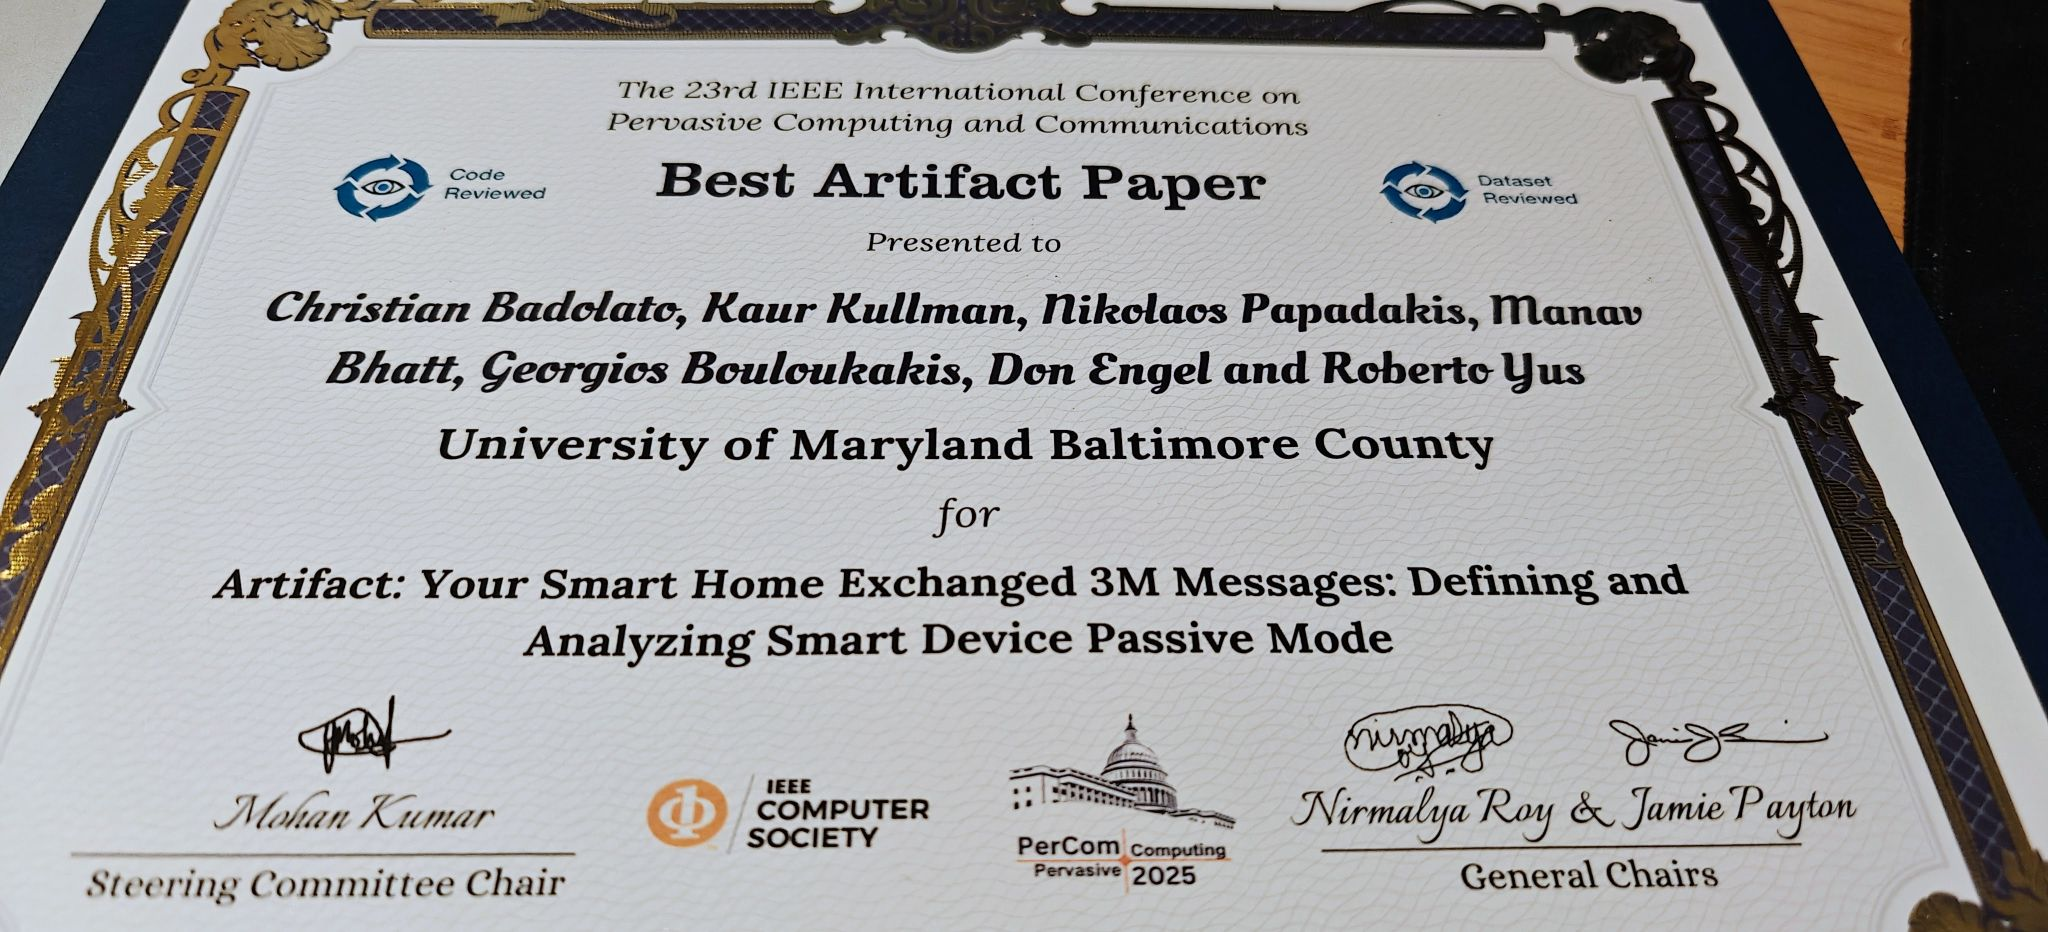 The 23rd IEEE International Conference on
Pervasive Computing and Communications
Code
Reviewed
Best Artifact Paper
Dataset
Reviewed
Presented to
Christian Badolato, Kaur Kullman, Nikolaos Papadakis, Manav
Bhatt, Georgios Bouloukakis, Don Engel and Roberto Yus
University of Maryland Baltimore County
for
Artifact: Your Smart Home Exchanged 3M Messages: Defining and
Analyzing Smart Device Passive Mode
Mohan Kumar
Steering Committee Chair
IEEE
COMPUTER
SOCIETY
PerCom Computing
Pervasive 2025
Nirmalya
Nirmalya Roy & Jamie Payton
General Chairs